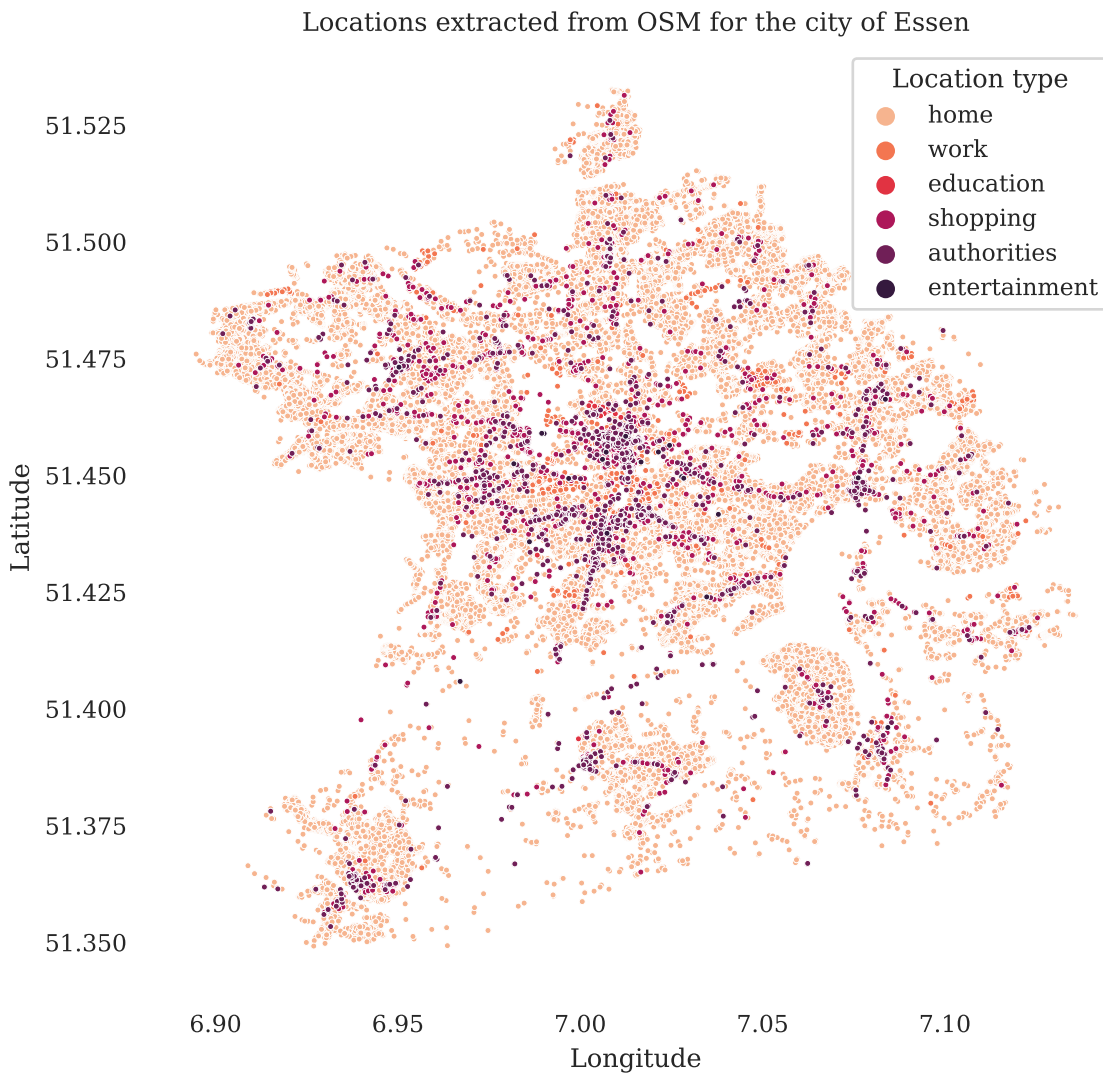 Locations extracted from OSM for the city of Essen
Location type
home
work
education
shopping
authorities
entertainment
51.525
51.500
51.475
51.450
51.425
51.400
51.375
51.350
Latitude
6.90
6.95
7.00
7.05
7.10
Longitude